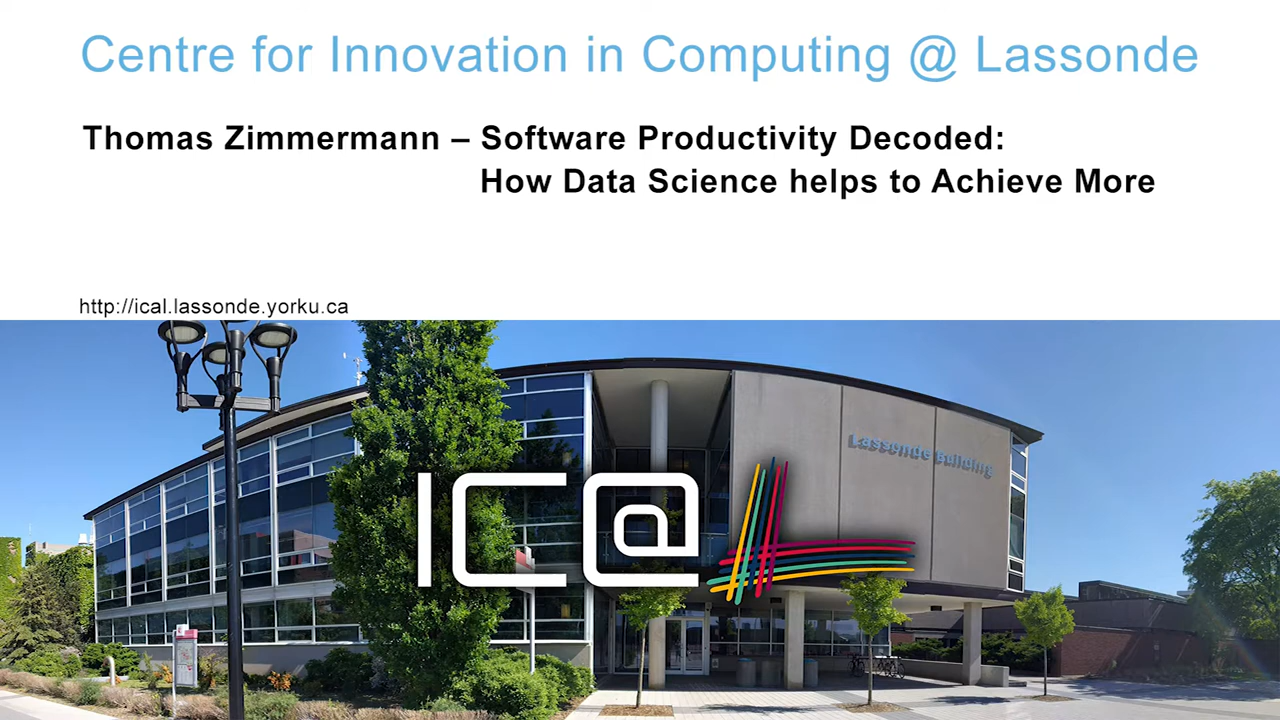 Centre for Innovation in Computing @ Lassonde
Thomas Zimmermann – Software Productivity Decoded:
How Data Science helps to Achieve More
http://ical.lassonde.yorku.ca
Lassonde Building
IC@L